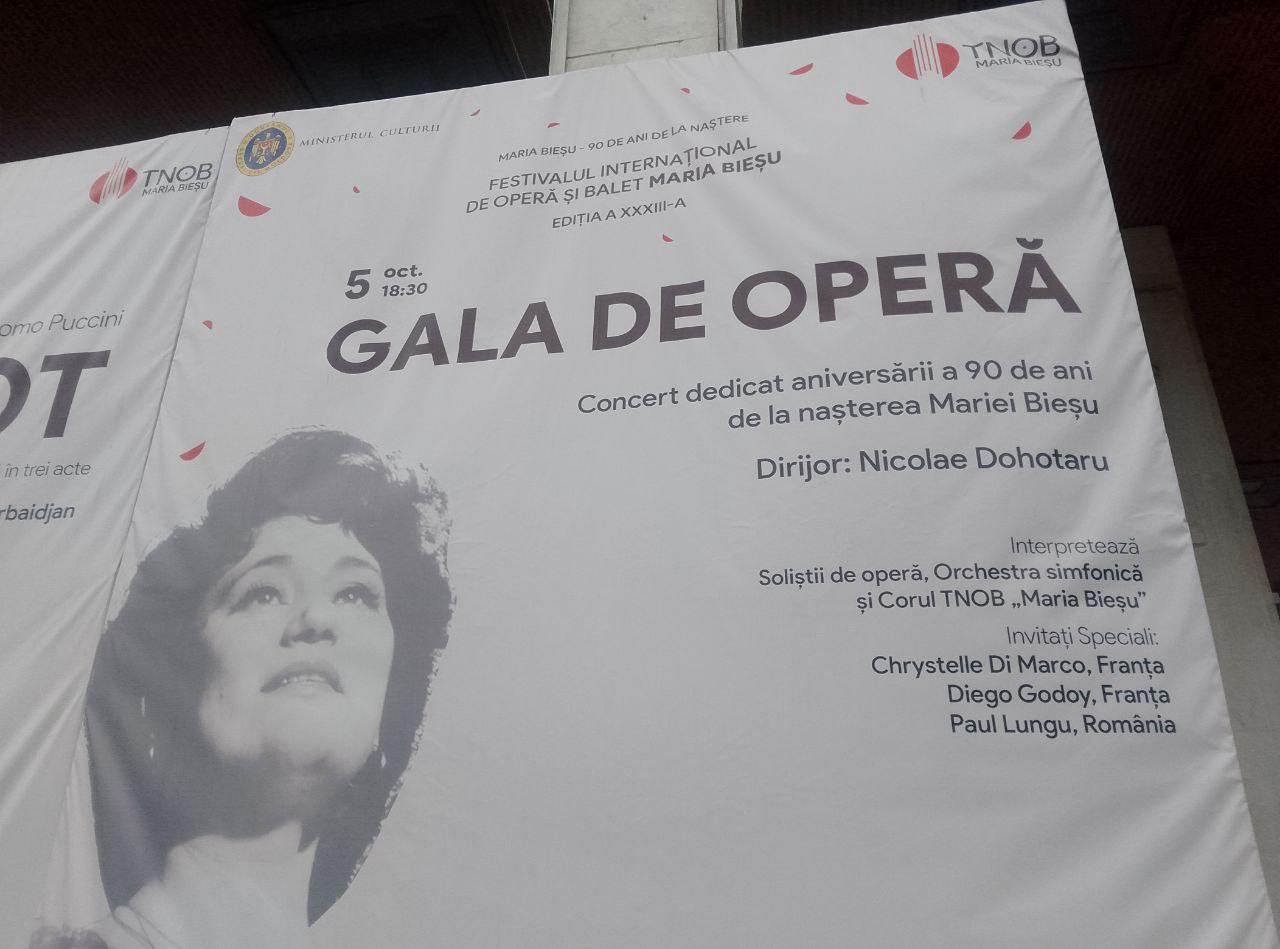 TNOB
MARIA BIEȘU
omo Puccini
OT
în trei acte
rbaidjan
MINISTERUL CULTURII
TNOB
MARIA BIEȘU
MARIA BIEȘU - 90 DE ANI DE LA NAȘTERE
FESTIVALUL INTERNAȚIONAL
DE OPERĂ ȘI BALET MARIA BIEȘU
EDIȚIA A XXXIII-A
5 oct.
18:30
GALA DE OPERĂ
Concert dedicat aniversării a 90 de ani
de la nașterea Mariei Bieșu
Dirijor: Nicolae Dohotaru
Interpretează
Soliștii de operă, Orchestra simfonică
și Corul TNOB „Maria Bieșu”
Invitați Speciali:
Chrystelle Di Marco, Franța
Diego Godoy, Franța
Paul Lungu, România